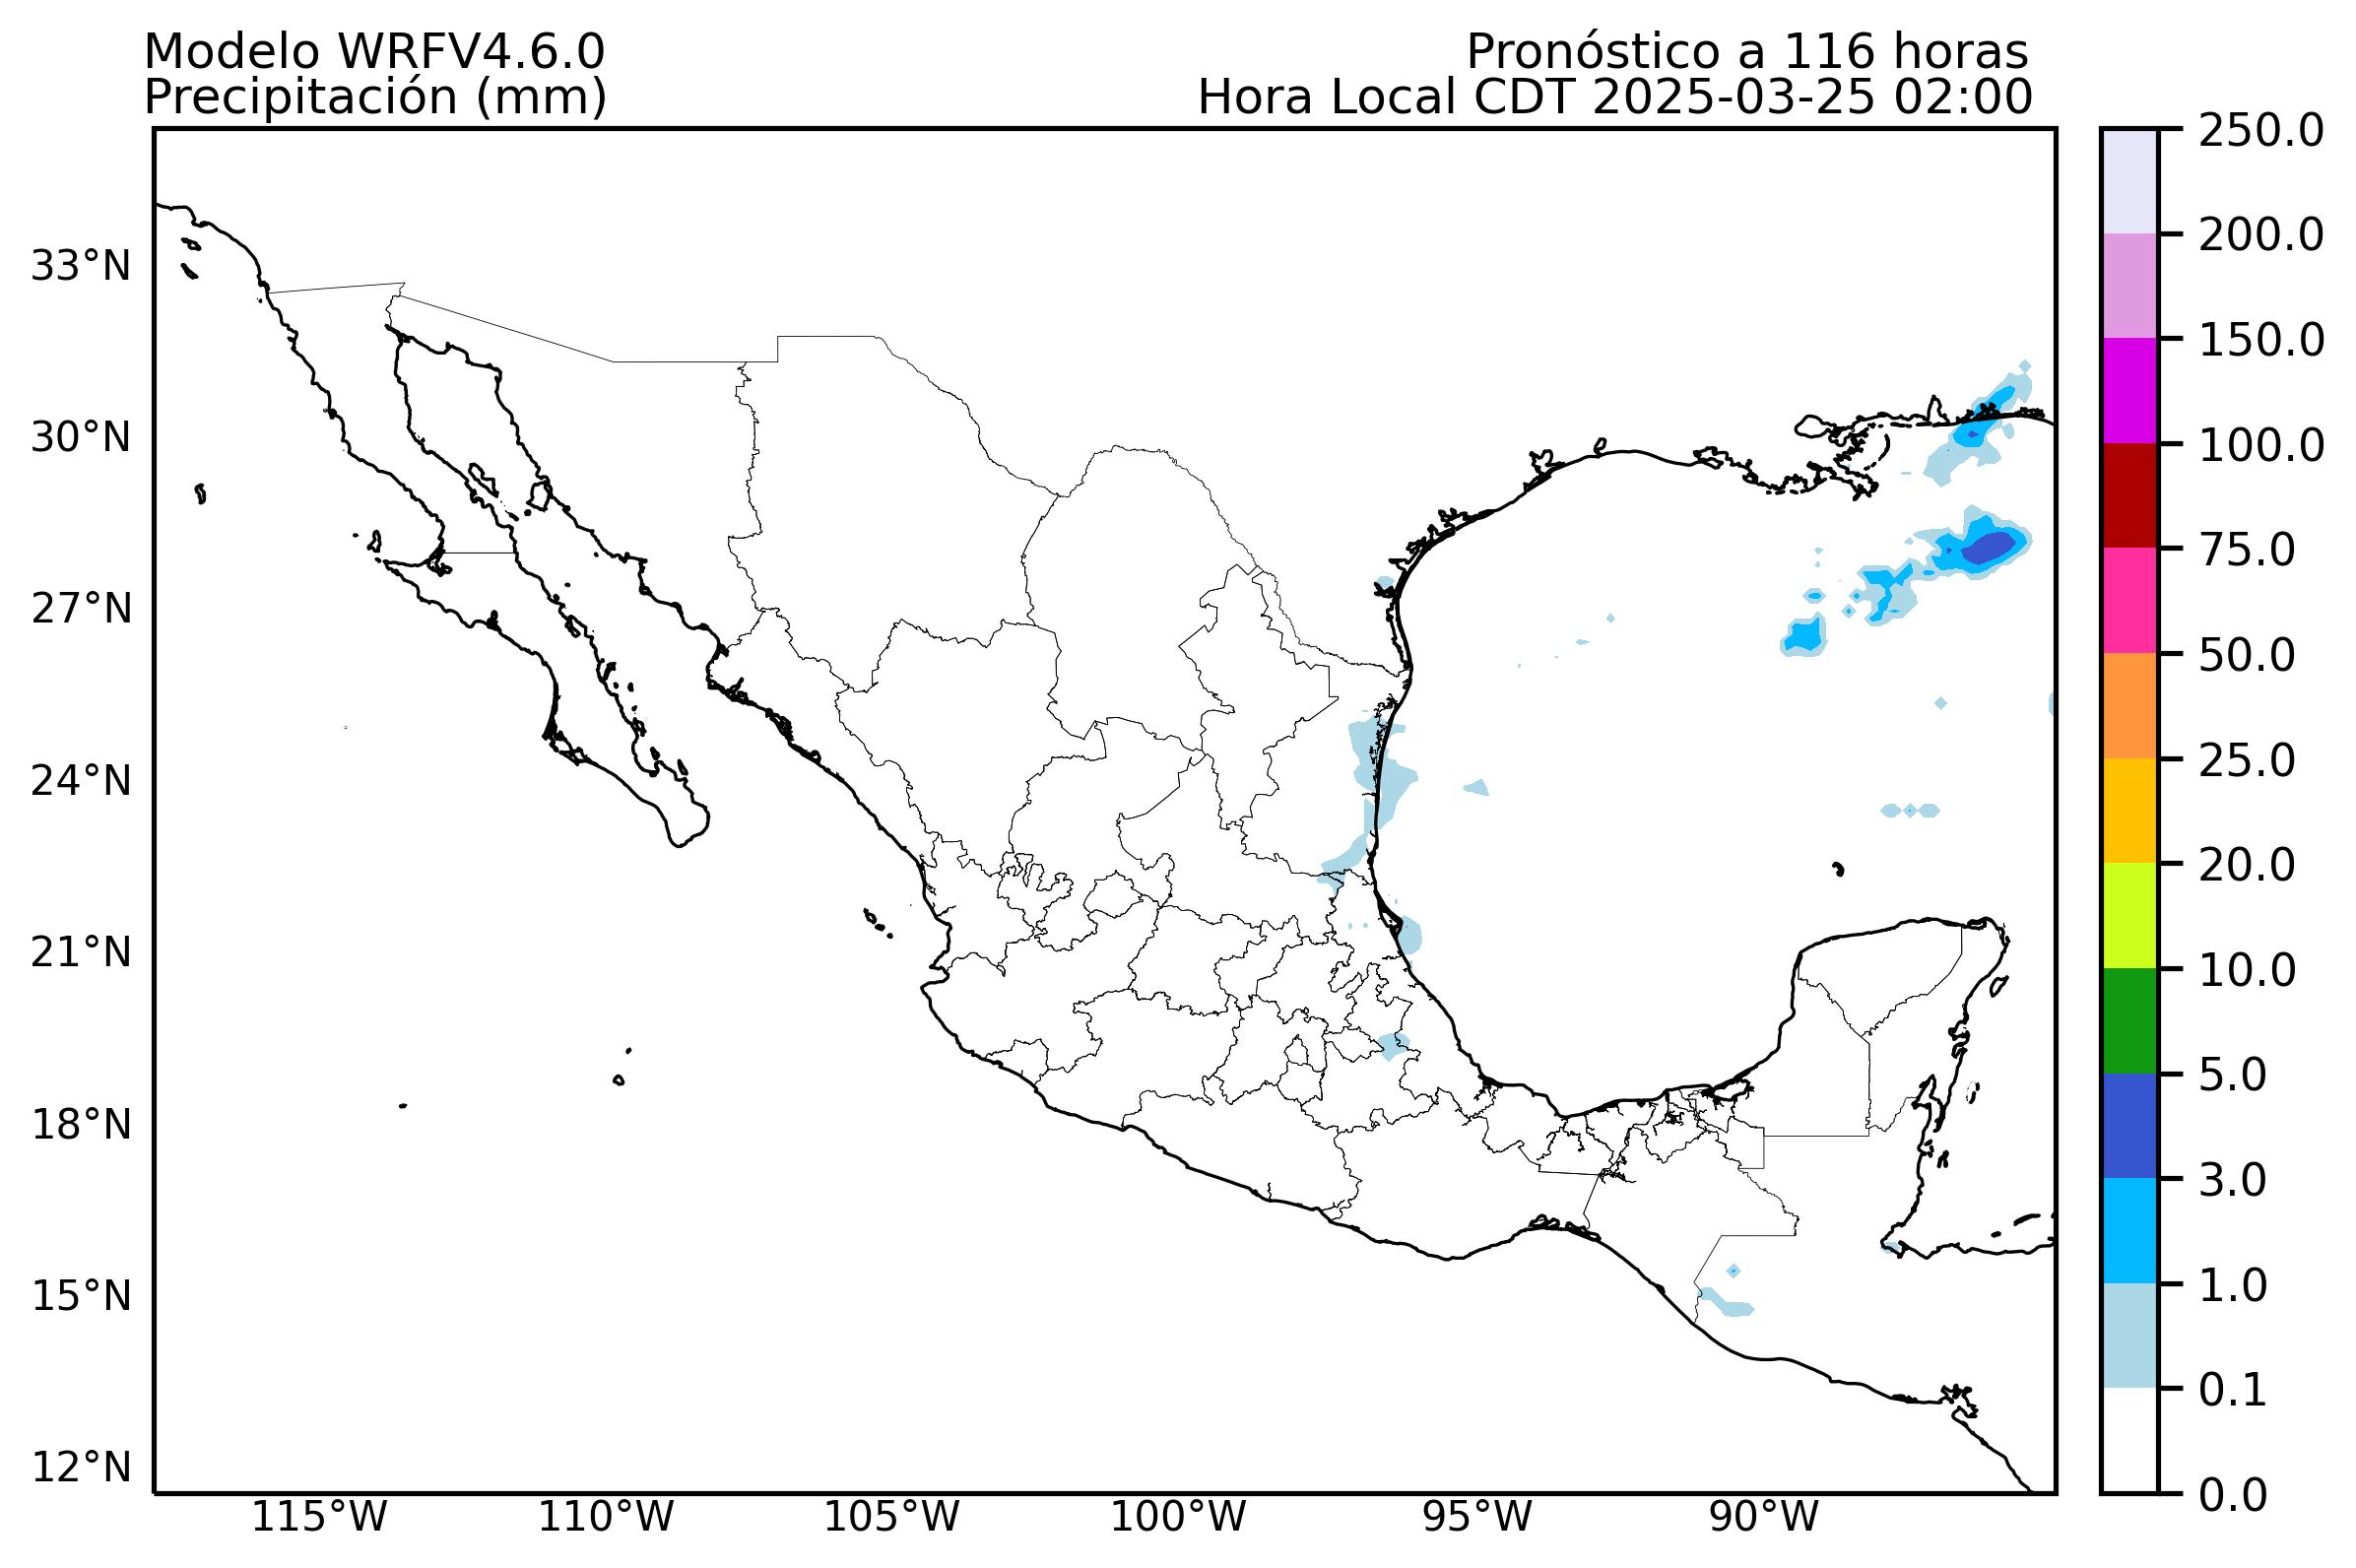 Modelo WRFV4.6.0
Precipitación (mm)
Pronóstico a 116 horas
Hora Local CDT 2025-03-25 02:00
33°N
30°N
27°N
24°N
21°N
18°N
15°N
12°N
115°W
110°W
105°W
100°W
95°W
90°W
250.0
200.0
150.0
100.0
75.0
50.0
25.0
20.0
10.0
5.0
3.0
1.0
0.1
0.0